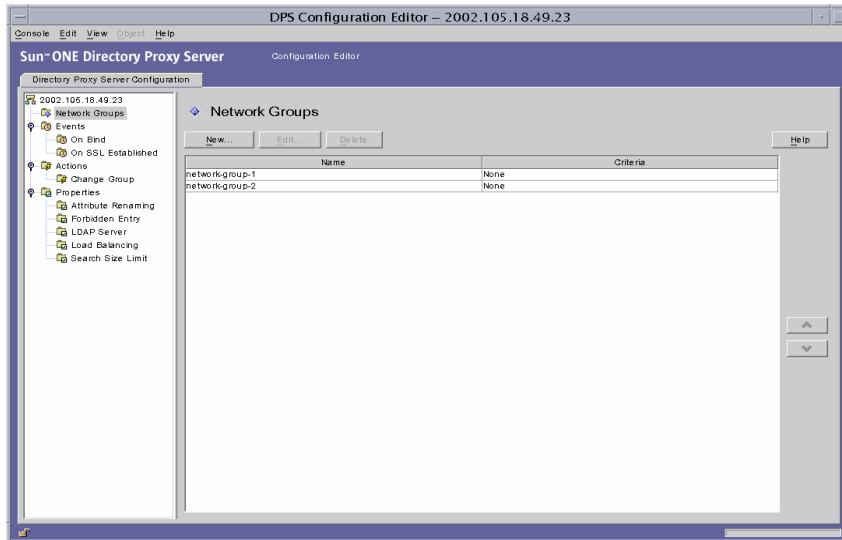 DPS Configuration Editor – 2002.105.18.49.23
Console Edit View Object Help
Sun™ ONE Directory Proxy Server Configuration Editor
Directory Proxy Server Configuration
2002.105.18.49.23
Network Groups
Events
On Bind
On SSL Established
Actions
Change Group
Properties
Attribute Renaming
Forbidden Entry
LDAP Server
Load Balancing
Search Size Limit
Network Groups
New... Edit... Delete Help
Name Criteria
network-group-1 None
network-group-2 None